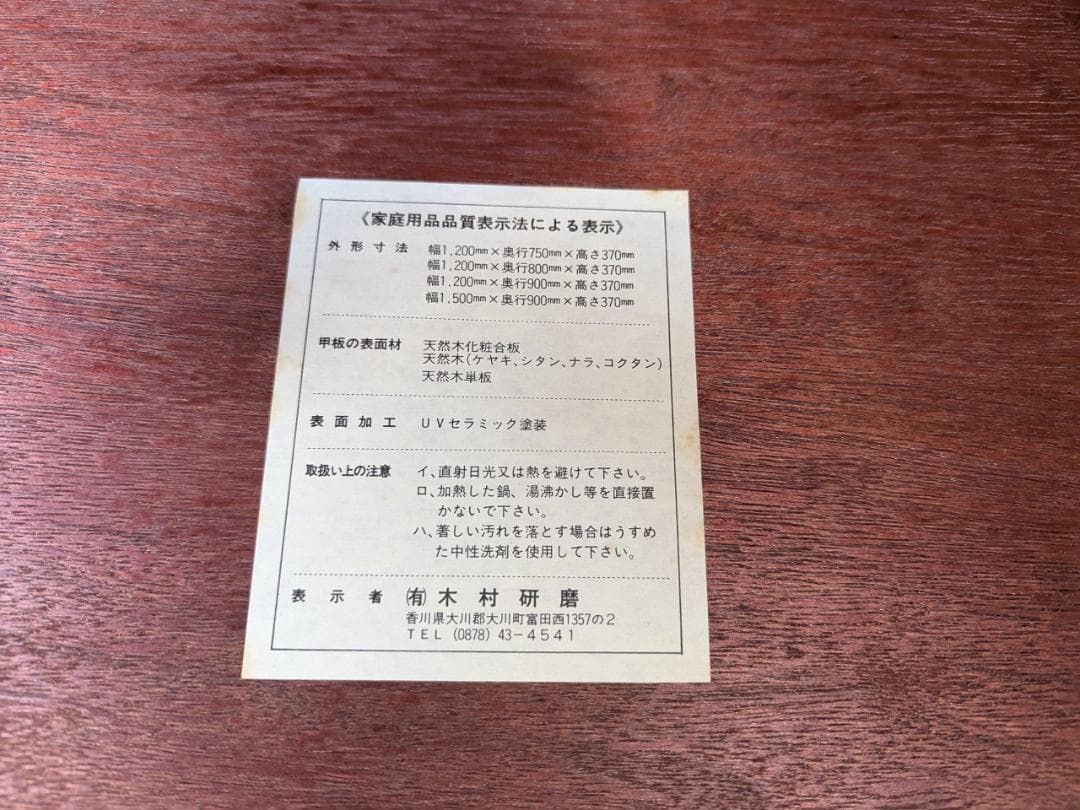 《家庭用品品質表示法による表示》
外形寸法 幅1,200mm×奥行750mm×高さ370mm
幅1,200mm×奥行800mm×高さ370mm
幅1,200mm×奥行900mm×高さ370mm
幅1,500mm×奥行900mm×高さ370mm
甲板の表面材 天然木化粧合板
天然木(ケヤキ、シタン、ナラ、コクタン)
天然木単板
表面加工 UVセラミック塗装
取扱い上の注意 イ、直射日光又は熱を避けて下さい。
ロ、加熱した鍋、湯沸かし等を直接置
かないで下さい。
ハ、著しい汚れを落とす場合はうすめ
た中性洗剤を使用して下さい。
表示者 ㈲木村研磨
香川県大川郡大川町富田西1357の2
TEL (0878) 43-4541